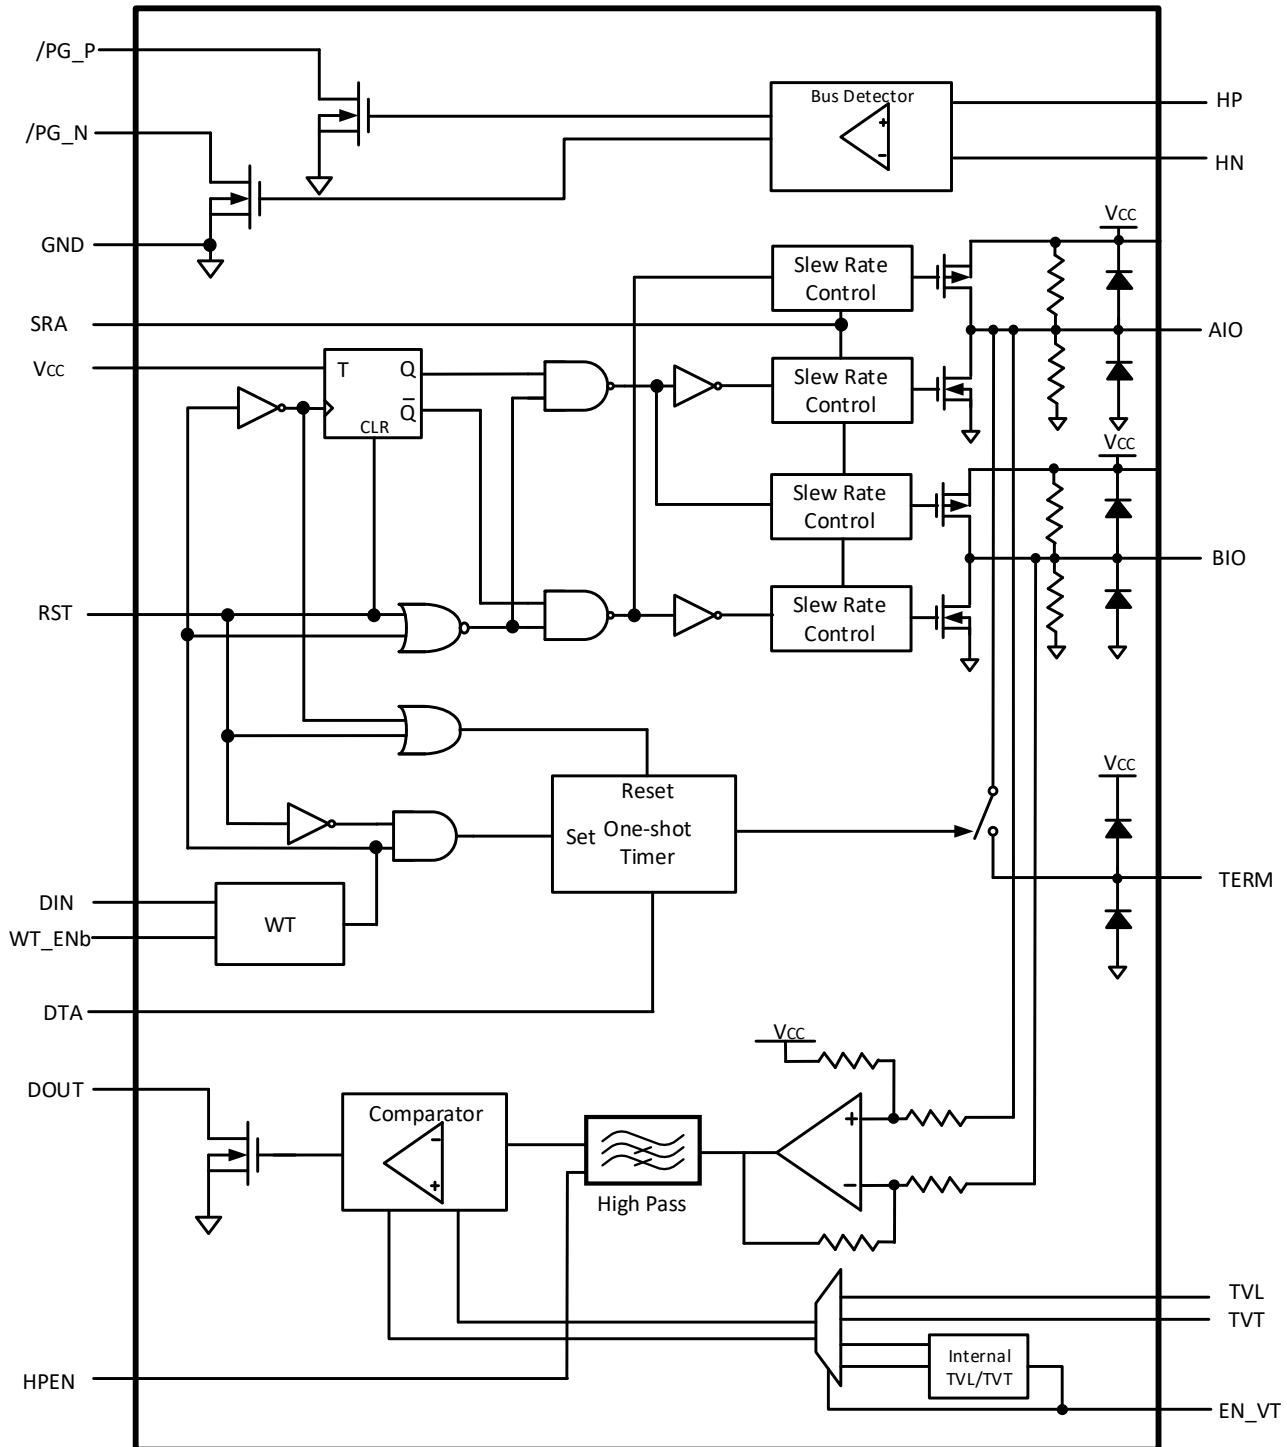 /PG_P
Bus Detector
+
−
HP
/PG_N
HN
GND
VCC
Slew Rate
Control
SRA
AIO
VCC
T
Q
Q̅
CLR
Slew Rate
Control
VCC
Slew Rate
Control
BIO
RST
Slew Rate
Control
Reset
Set
One-shot
Timer
VCC
TERM
DIN
WT
WT_ENb
DTA
VCC
DOUT
Comparator
−
+
High Pass
+
−
TVL
TVT
Internal
TVL/TVT
HPEN
EN_VT